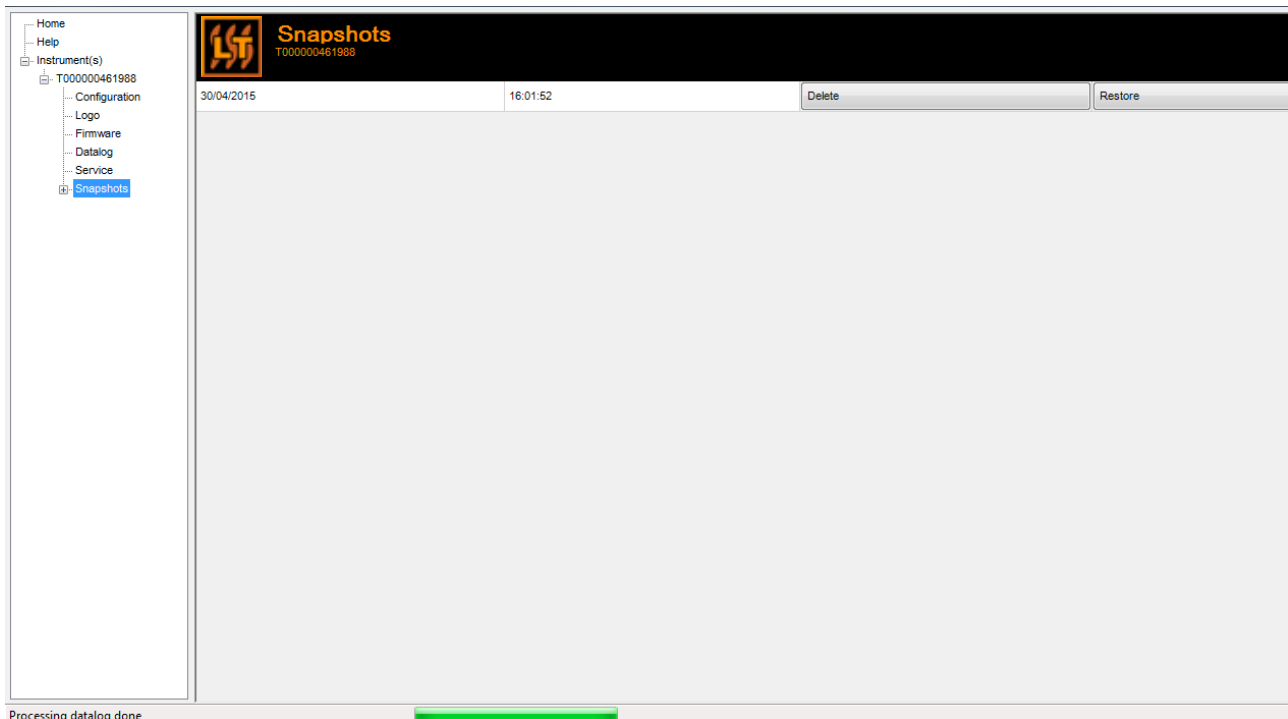 Home
Help
Instrument(s)
T000000461988
Configuration
Logo
Firmware
Datalog
Service
Snapshots
LST
Snapshots
T000000461988
30/04/2015 16:01:52 Delete Restore
Processing datalog done